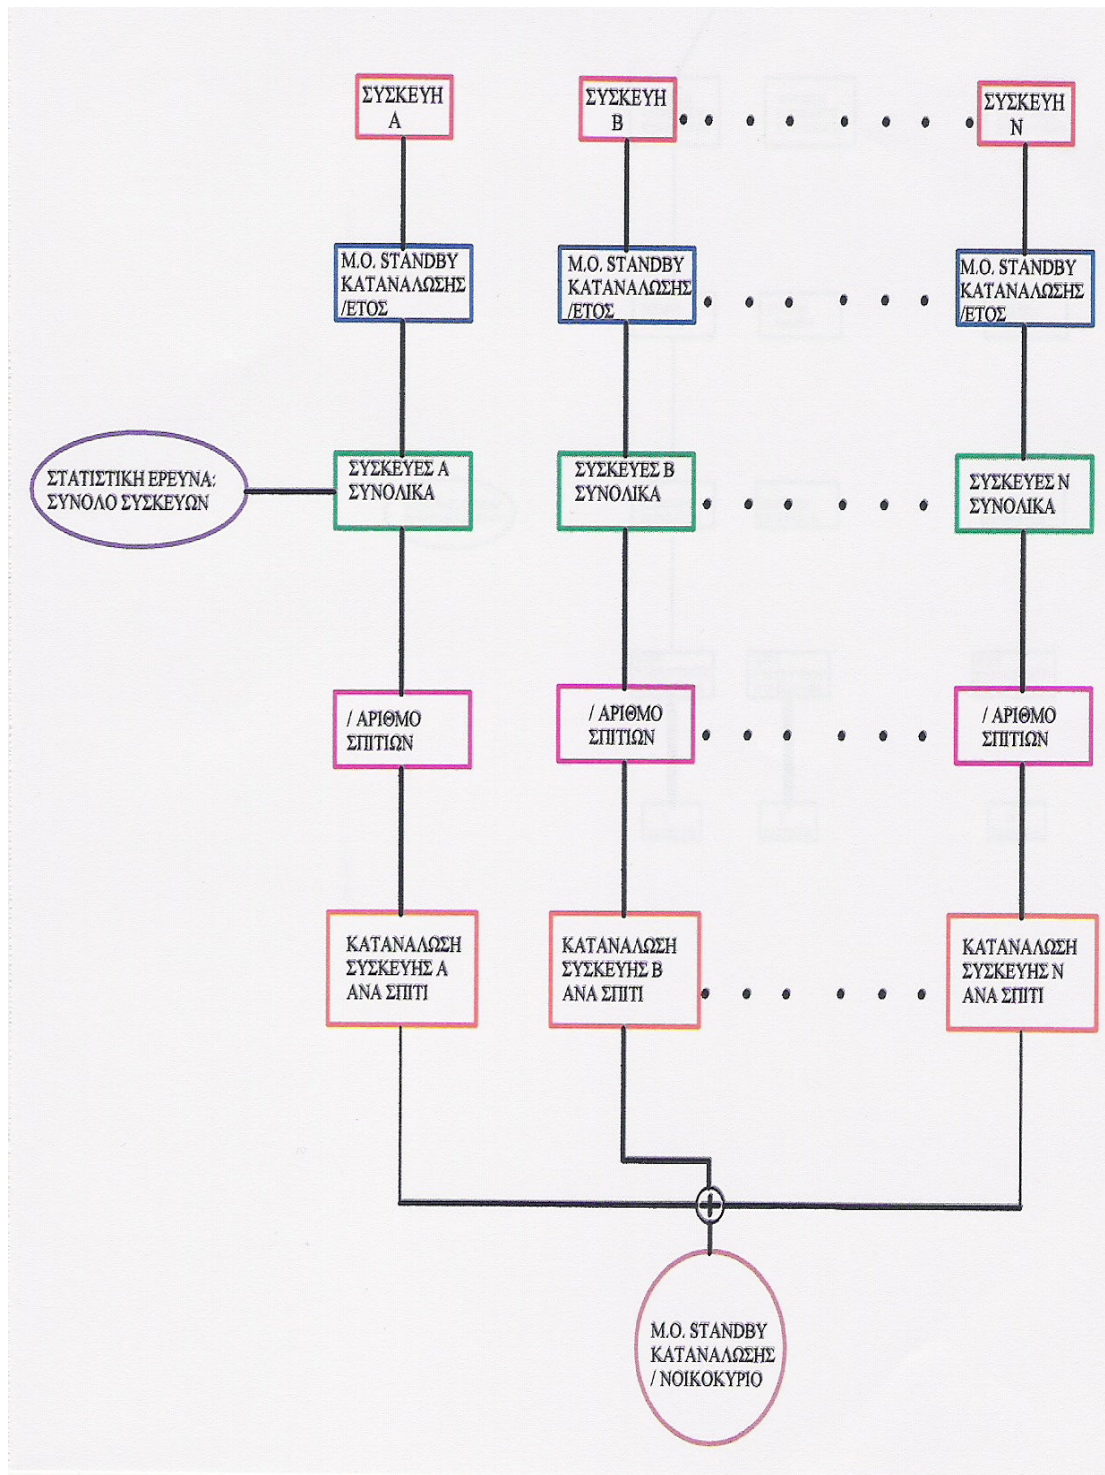 ΣΥΣΚΕΥΗ
Α
ΣΥΣΚΕΥΗ
Β
ΣΥΣΚΕΥΗ
Ν
Μ.Ο. STANDBY
ΚΑΤΑΝΑΛΩΣΗΣ
/ΕΤΟΣ
Μ.Ο. STANDBY
ΚΑΤΑΝΑΛΩΣΗΣ
/ΕΤΟΣ
Μ.Ο. STANDBY
ΚΑΤΑΝΑΛΩΣΗΣ
/ΕΤΟΣ
ΣΤΑΤΙΣΤΙΚΗ ΕΡΕΥΝΑ:
ΣΥΝΟΛΟ ΣΥΣΚΕΥΩΝ
ΣΥΣΚΕΥΕΣ Α
ΣΥΝΟΛΙΚΑ
ΣΥΣΚΕΥΕΣ Β
ΣΥΝΟΛΙΚΑ
ΣΥΣΚΕΥΕΣ Ν
ΣΥΝΟΛΙΚΑ
/ ΑΡΙΘΜΟ
ΣΠΙΤΙΩΝ
/ ΑΡΙΘΜΟ
ΣΠΙΤΙΩΝ
/ ΑΡΙΘΜΟ
ΣΠΙΤΙΩΝ
ΚΑΤΑΝΑΛΩΣΗ
ΣΥΣΚΕΥΗΣ Α
ΑΝΑ ΣΠΙΤΙ
ΚΑΤΑΝΑΛΩΣΗ
ΣΥΣΚΕΥΗΣ Β
ΑΝΑ ΣΠΙΤΙ
ΚΑΤΑΝΑΛΩΣΗ
ΣΥΣΚΕΥΗΣ Ν
ΑΝΑ ΣΠΙΤΙ
+
Μ.Ο. STANDBY
ΚΑΤΑΝΑΛΩΣΗΣ
/ ΝΟΙΚΟΚΥΡΙΟ